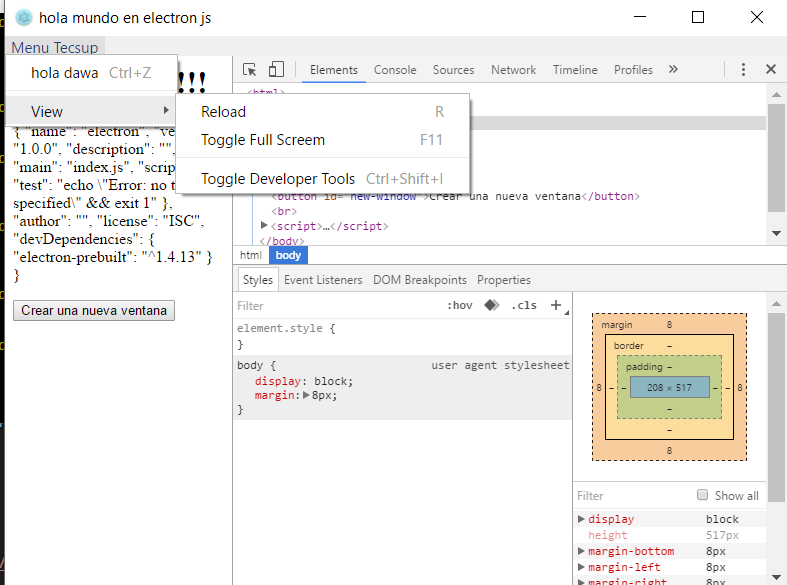 hola mundo en electron js
Menu Tecsup
hola dawa Ctrl+Z
View
Reload R
Toggle Full Screem F11
Toggle Developer Tools Ctrl+Shift+I
!!!
{ "name": "electron",
"1.0.0", "description": "",
"main": "index.js",
"test": "echo \"Error: no
specified\" && exit 1" },
"author": "", "license": "ISC",
"devDependencies": {
"electron-prebuilt": "^1.4.13" }
}
Crear una nueva ventana
Elements Console Sources Network Timeline Profiles »
<html>
<button id="new-window">Crear una nueva ventana</button>
<br>
<script>…</script>
</body>
html body
Styles Event Listeners DOM Breakpoints Properties
Filter :hov .cls +
element.style {
}
body { user agent stylesheet
display: block;
margin: 8px;
}
margin 8
border –
padding –
8 – – 208 × 517 – – 8
–
–
8
Filter Show all
display block
height 517px
margin-bottom 8px
margin-left 8px
margin-right 8px